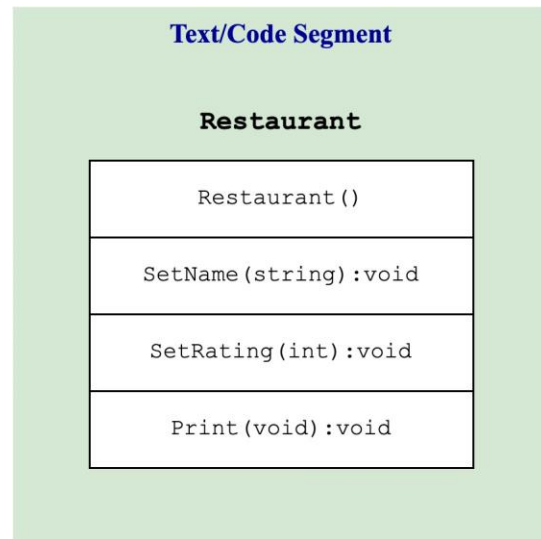 Text/Code Segment
Restaurant
Restaurant()
SetName(string):void
SetRating(int):void
Print(void):void